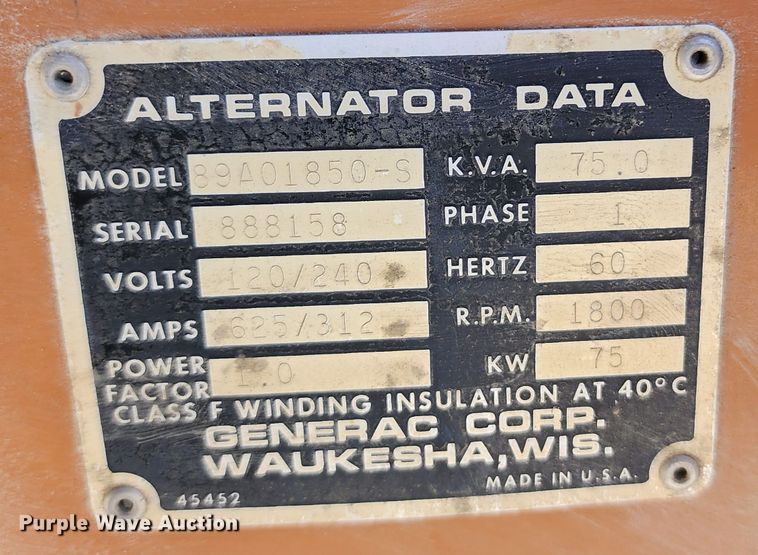 ALTERNATOR DATA
MODEL 89A01850-S K.V.A. 75.0
SERIAL 888158 PHASE 1
VOLTS 120/240 HERTZ 60
AMPS 625/312 R.P.M. 1800
POWER FACTOR 1.0 KW 75
CLASS F WINDING INSULATION AT 40°C
GENERAC CORP.
WAUKESHA, WIS.
45452 MADE IN U.S.A.
Purple Wave Auction